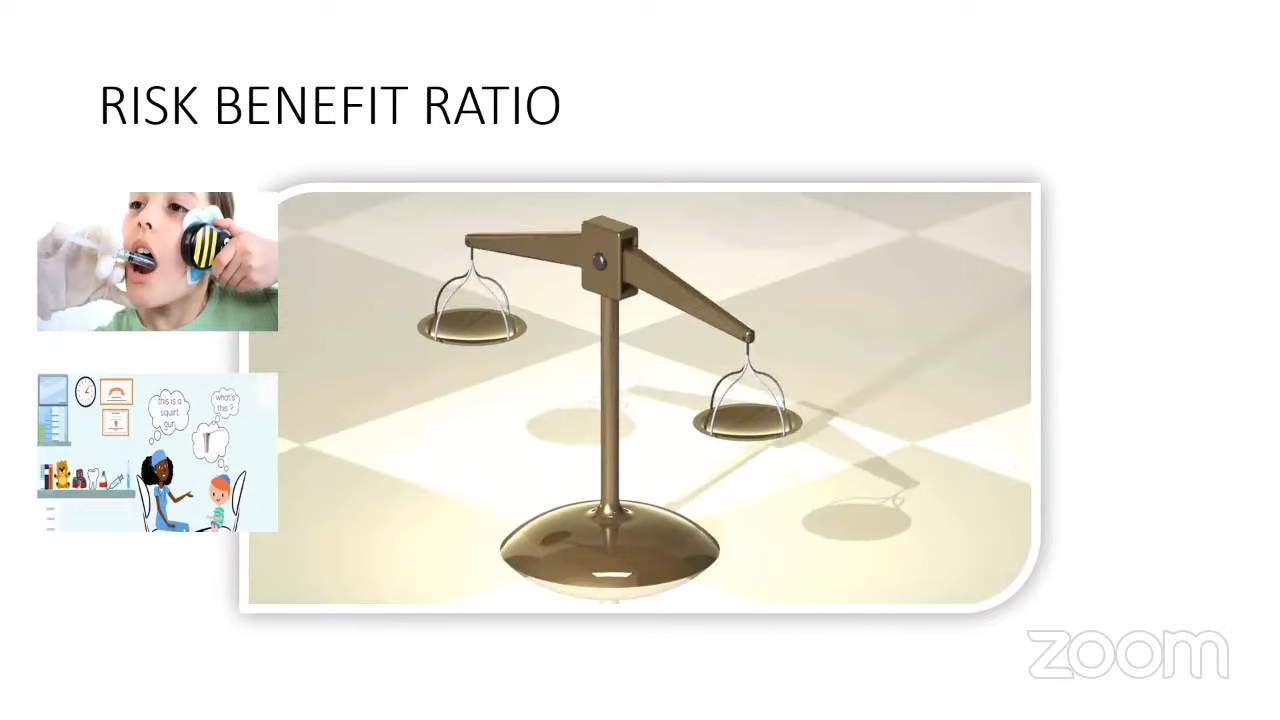 RISK BENEFIT RATIO
this is a
squirt
gun
what's
this ?
zoom